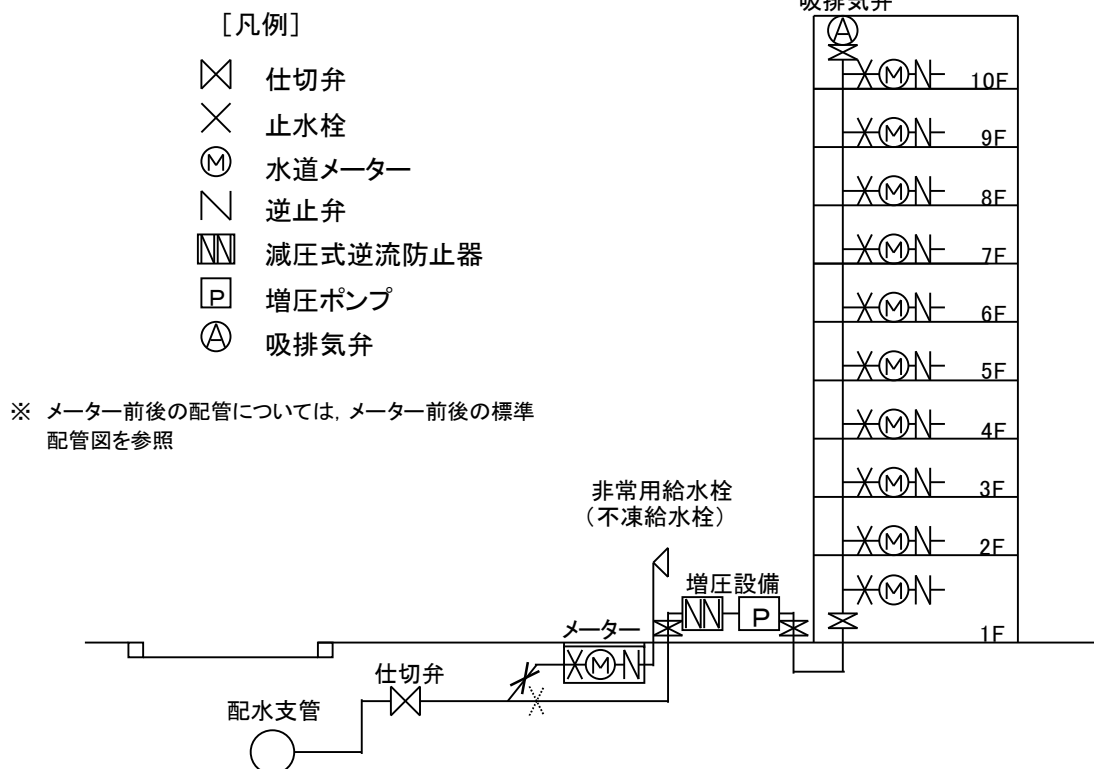 吸排気弁
A
[凡例]
仕切弁
止水栓
M 水道メーター
逆止弁
減圧式逆流防止器
P 増圧ポンプ
A 吸排気弁
※ メーター前後の配管については, メーター前後の標準
配管図を参照
M 10F
M 9F
M 8F
M 7F
M 6F
M 5F
M 4F
M 3F
M 2F
M
1F
非常用給水栓
（不凍給水栓）
増圧設備
P
メーター
M
仕切弁
配水支管